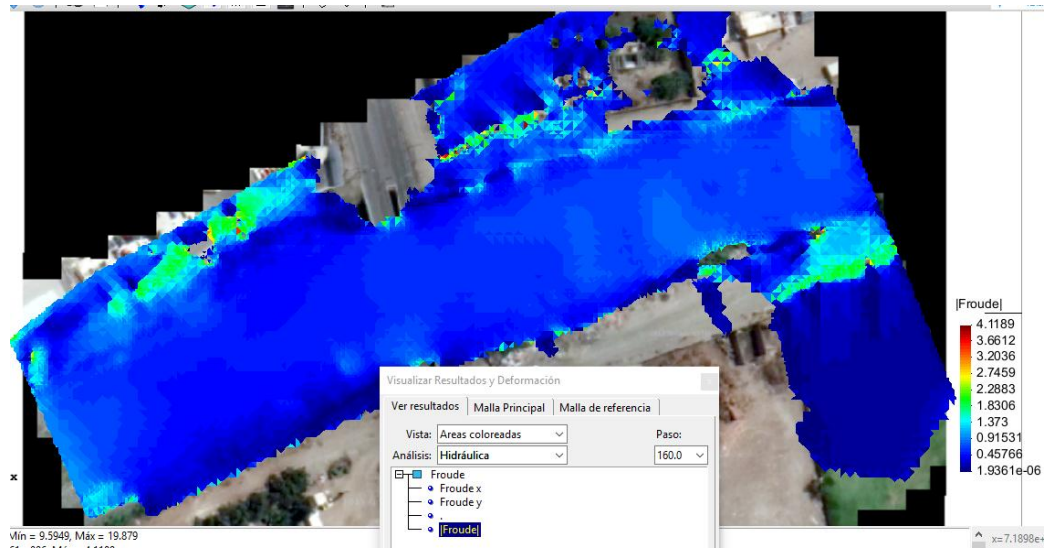 |Froude|
4.1189
3.6612
3.2036
2.7459
2.2883
1.8306
1.373
0.91531
0.45766
1.9361e-06
Visualizar Resultados y Deformación
Ver resultados Malla Principal Malla de referencia
Vista: Areas coloreadas Paso:
Análisis: Hidráulica 160.0
Froude
Froude x
Froude y
.
|Froude|
x
Mín = 9.5949, Máx = 19.879
x=7.1898e+